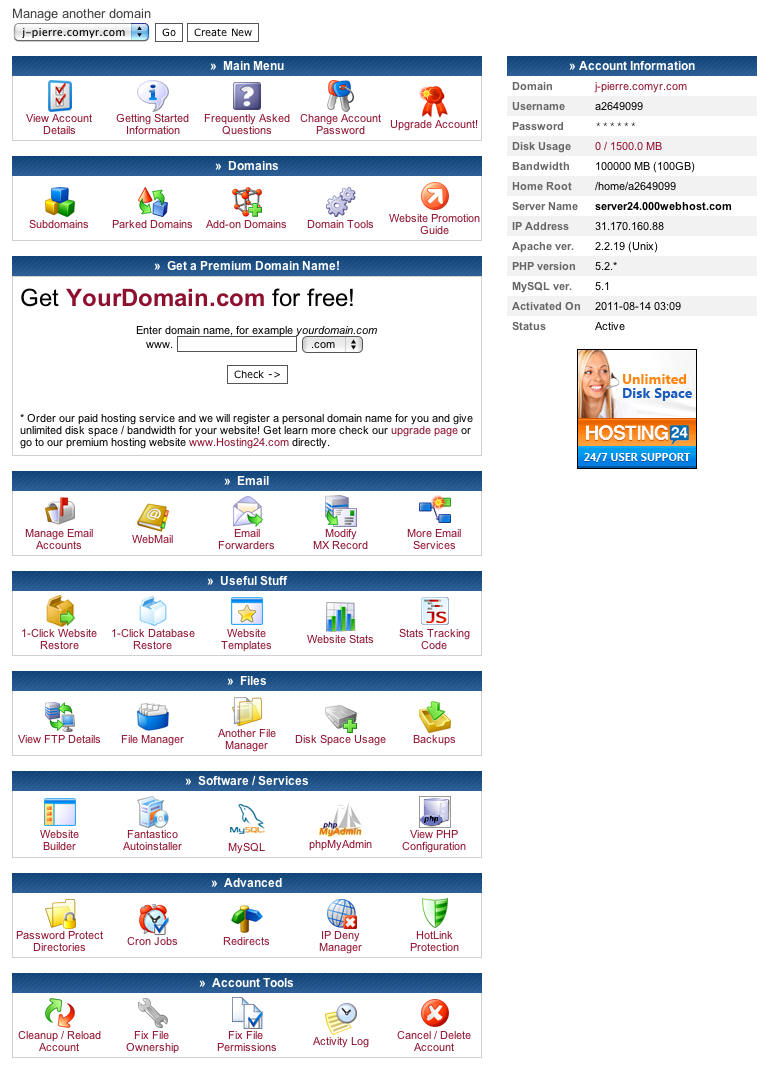 Manage another domain
j-pierre.comyr.com Go Create New
» Main Menu
View Account Details
Getting Started Information
Frequently Asked Questions
Change Account Password
Upgrade Account!
» Domains
Subdomains
Parked Domains
Add-on Domains
Domain Tools
Website Promotion Guide
» Get a Premium Domain Name!
Get YourDomain.com for free!
Enter domain name, for example yourdomain.com
www. .com
Check ->
* Order our paid hosting service and we will register a personal domain name for you and give
unlimited disk space / bandwidth for your website! Get learn more check our upgrade page or
go to our premium hosting website www.Hosting24.com directly.
» Email
Manage Email Accounts
WebMail
Email Forwarders
Modify MX Record
More Email Services
» Useful Stuff
1-Click Website Restore
1-Click Database Restore
Website Templates
Website Stats
JS
Stats Tracking Code
» Files
View FTP Details
File Manager
Another File Manager
Disk Space Usage
Backups
» Software / Services
Website Builder
Fantastico Autoinstaller
MySQL
MySQL
php MyAdmin
phpMyAdmin
php
View PHP Configuration
» Advanced
Password Protect Directories
Cron Jobs
Redirects
IP Deny Manager
HotLink Protection
» Account Tools
Cleanup / Reload Account
Fix File Ownership
Fix File Permissions
Activity Log
Cancel / Delete Account
» Account Information
Domain j-pierre.comyr.com
Username a2649099
Password ******
Disk Usage 0 / 1500.0 MB
Bandwidth 100000 MB (100GB)
Home Root /home/a2649099
Server Name server24.000webhost.com
IP Address 31.170.160.88
Apache ver. 2.2.19 (Unix)
PHP version 5.2.*
MySQL ver. 5.1
Activated On 2011-08-14 03:09
Status Active
Unlimited
Disk Space
HOSTING 24
24/7 USER SUPPORT